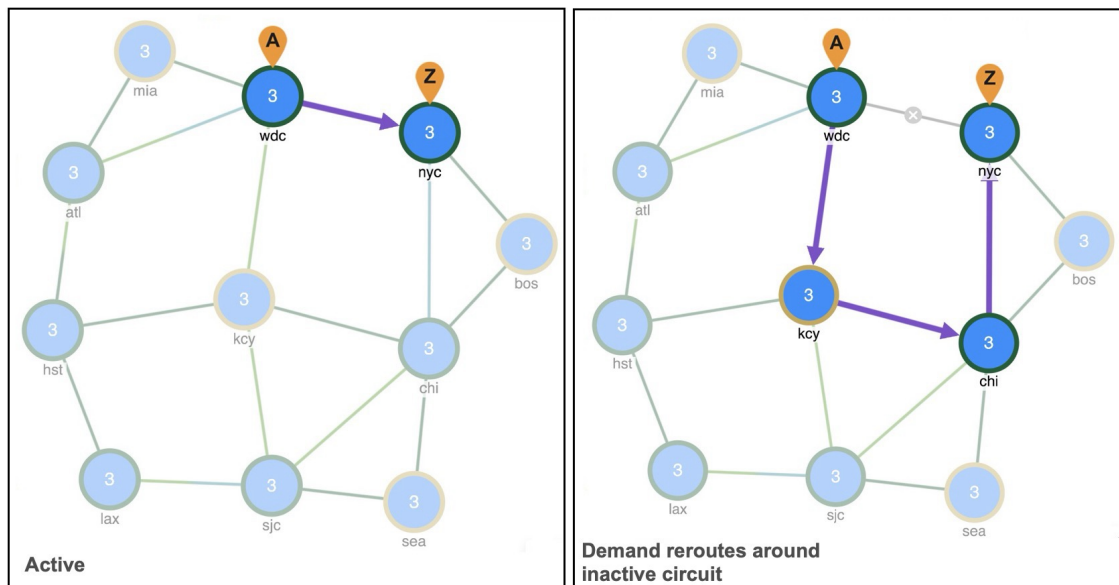 A
Z
3
mia
3
wdc
3
nyc
3
atl
3
bos
3
kcy
3
hst
3
chi
3
lax
3
sjc
3
sea
Active
A
Z
3
mia
3
wdc
3
nyc
3
atl
3
bos
3
kcy
3
hst
3
chi
3
lax
3
sjc
3
sea
Demand reroutes around
inactive circuit